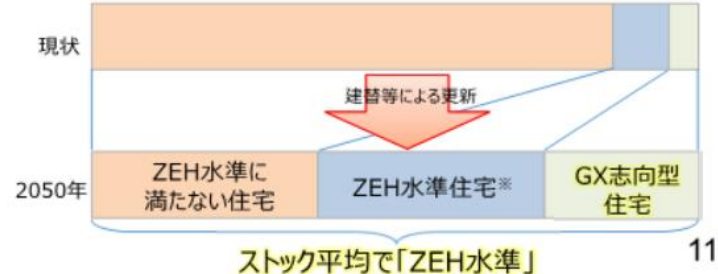 現状
建替等による更新
2050年
ZEH水準に
満たない住宅
ZEH水準住宅※
GX志向型
住宅
ストック平均で「ZEH水準」
11